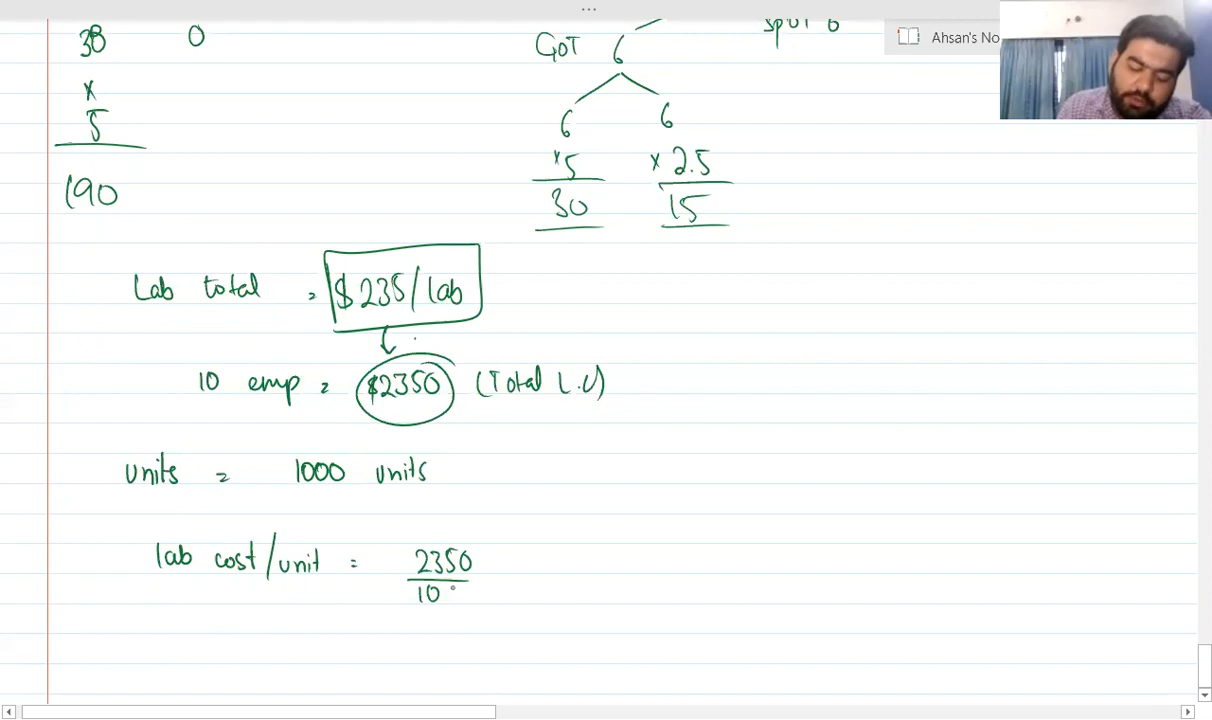 ...
38 0
x
5
190
GOT 6
6 6
x5 x 2.5
30 15
Ahsan's No
Lab total = $235/lab
10 emp = $2350 (Total L.C)
units = 1000 units
lab cost/unit = 2350
10